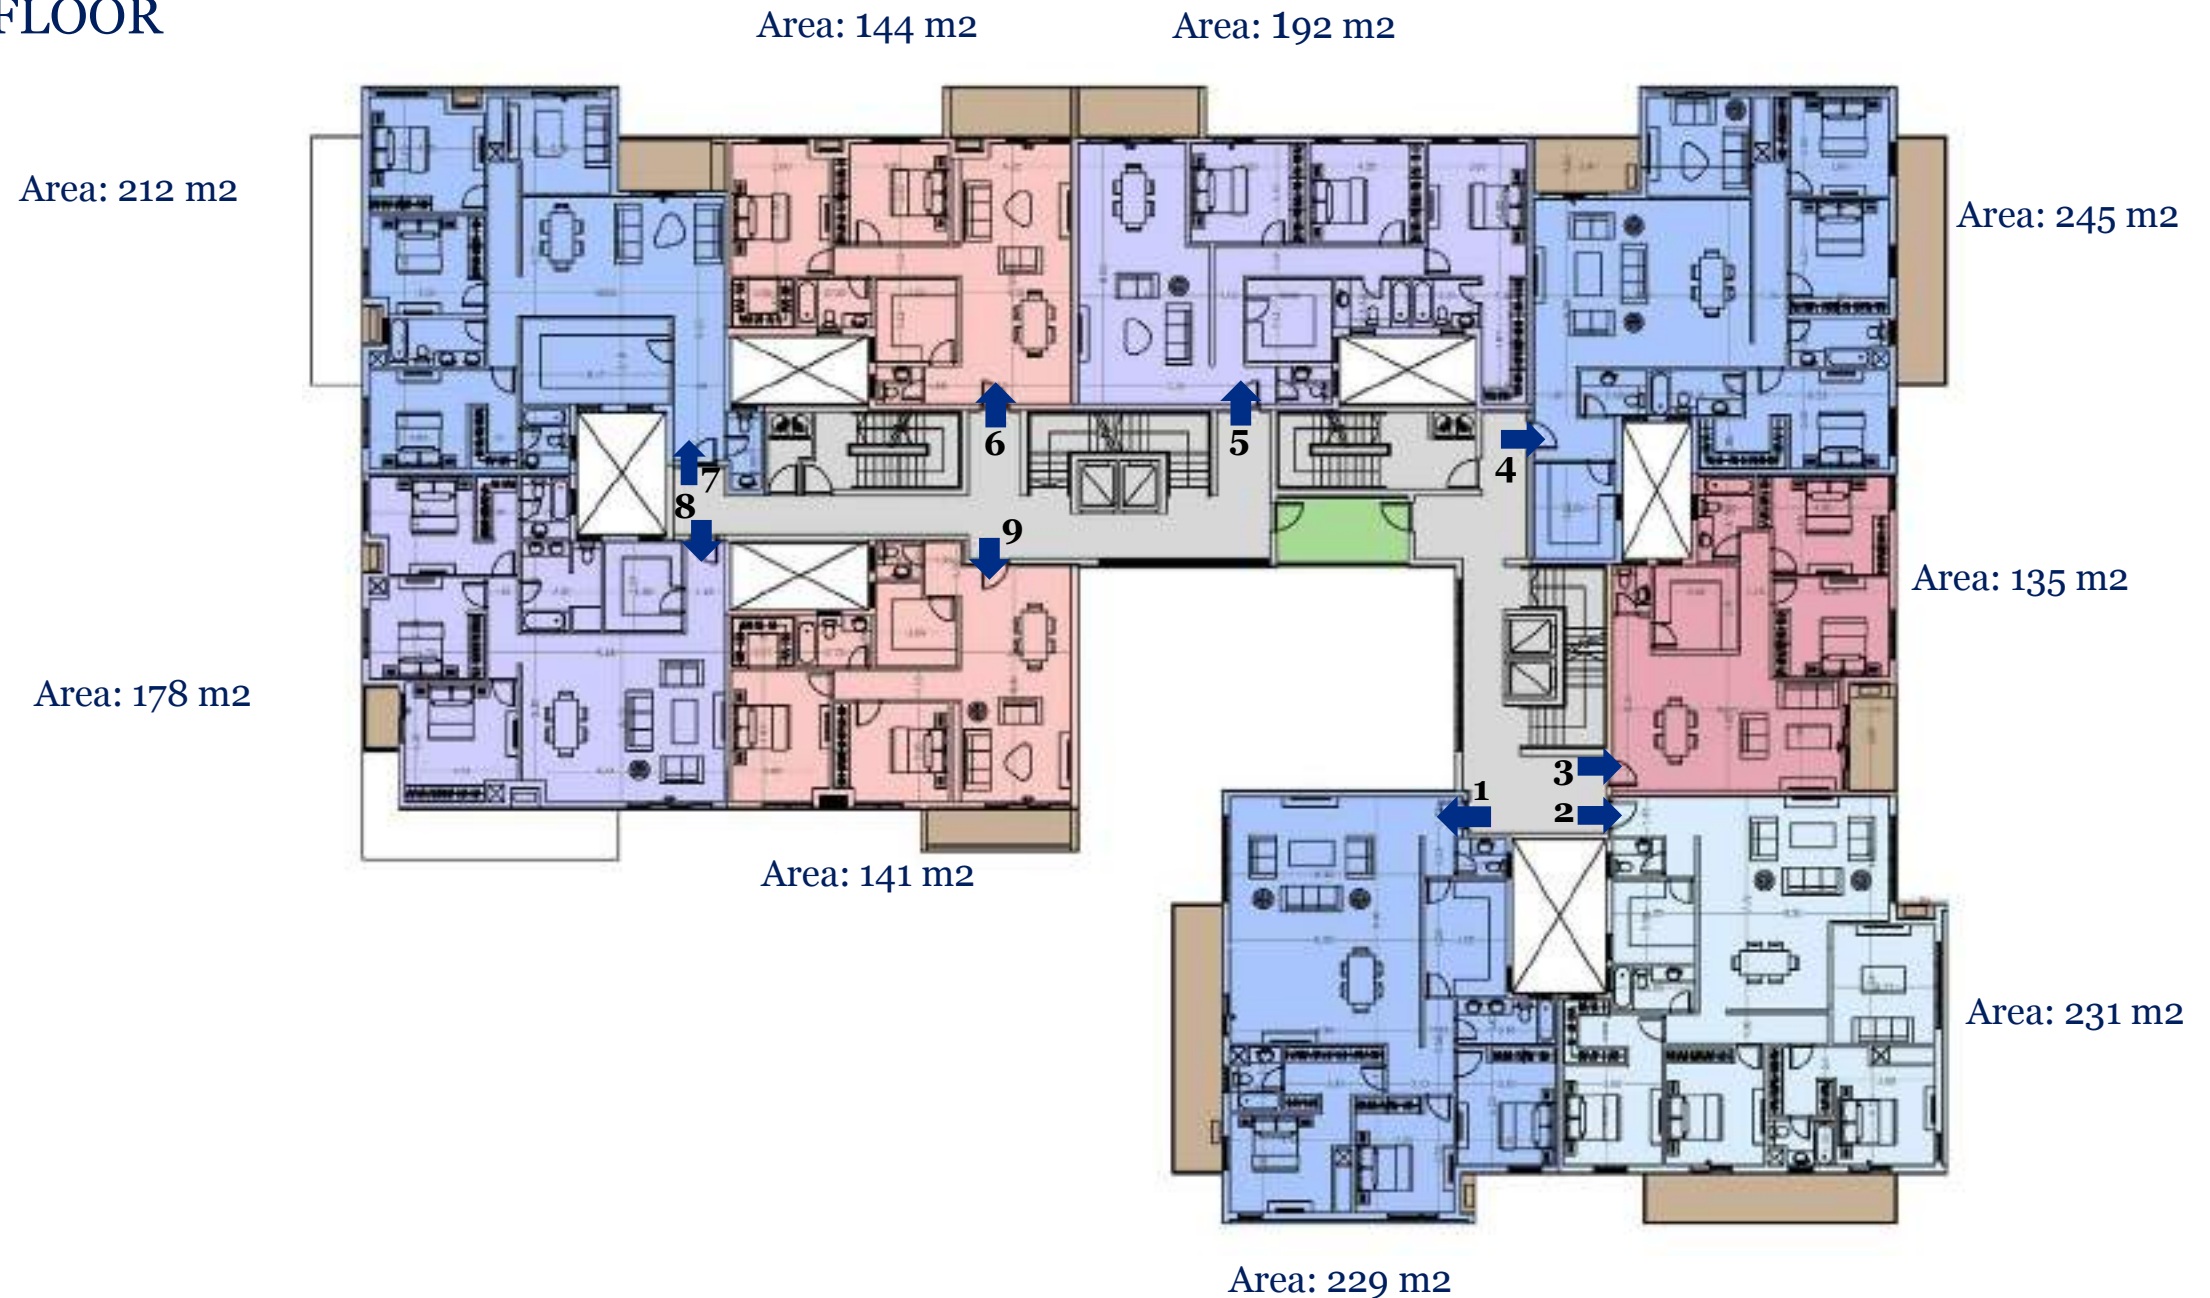 FLOOR
Area: 144 m2
Area: 192 m2
Area: 212 m2
Area: 245 m2
6
5
4
7
8
9
Area: 135 m2
Area: 178 m2
3
1
2
Area: 141 m2
Area: 231 m2
Area: 229 m2